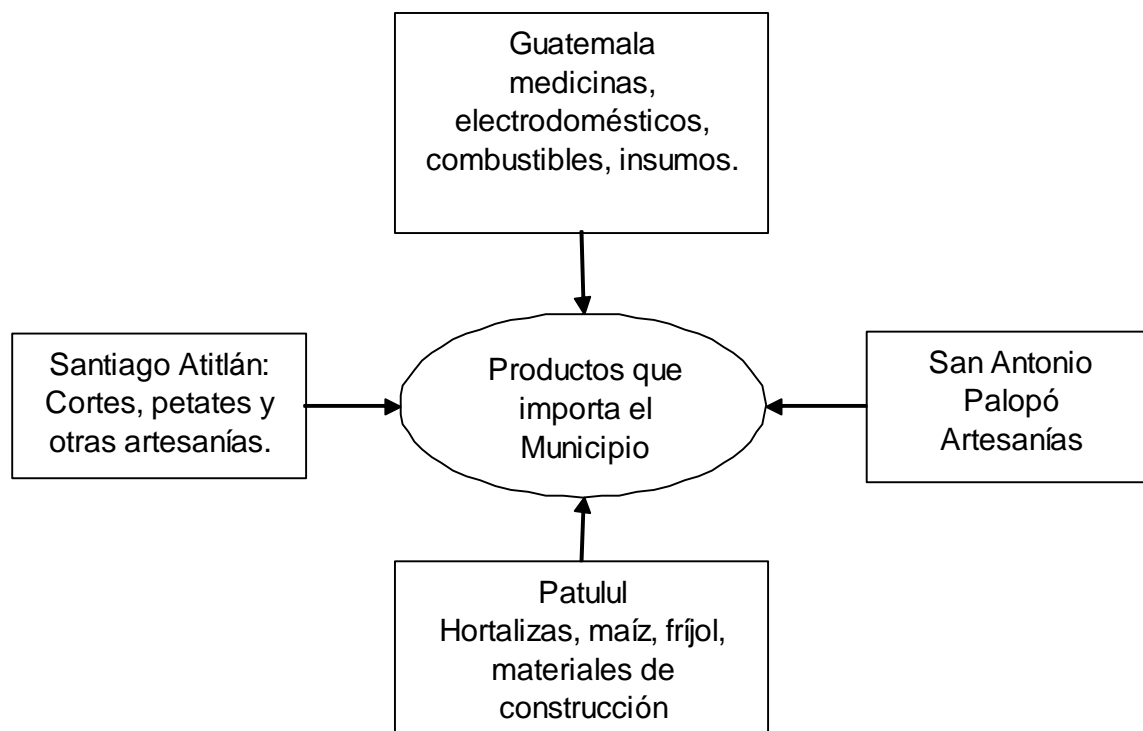 Guatemala
medicinas,
electrodomésticos,
combustibles, insumos.
Santiago Atitlán:
Cortes, petates y
otras artesanías.
Productos que
importa el
Municipio
San Antonio
Palopó
Artesanías
Patulul
Hortalizas, maíz, fríjol,
materiales de
construcción